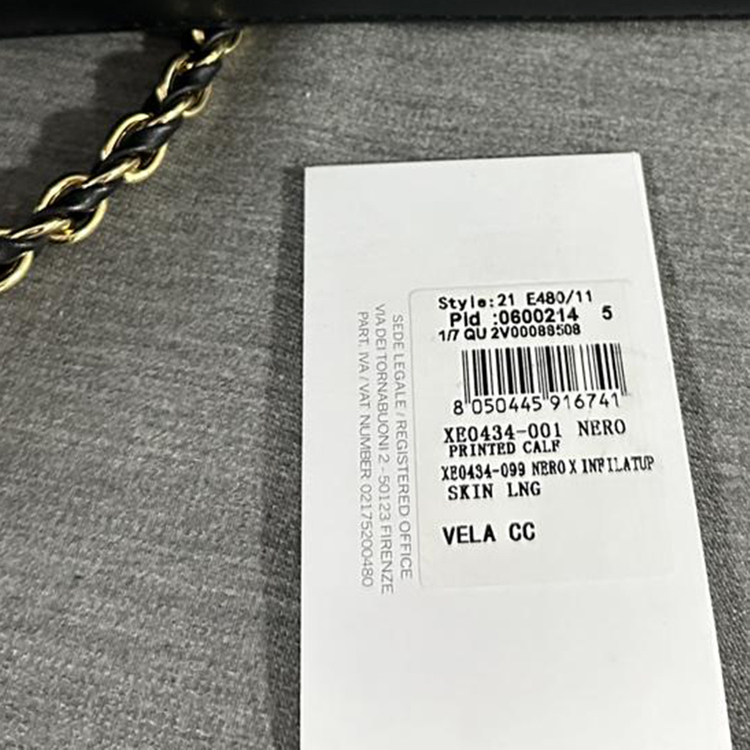 Style:21 E480/11
Pld :0600214 5
1/7 QU 2V00088508
8 050445 916741
XE0434-001 NERO
PRINTED CALF
XE0434-099 NERO X INFILATUP
SKIN LNG
VELA CC
SEDE LEGALE / REGISTERED OFFICE
VIA DEI TORNABUONI 2 - 50123 FIRENZE
PART. IVA / VAT NUMBER 02175200480